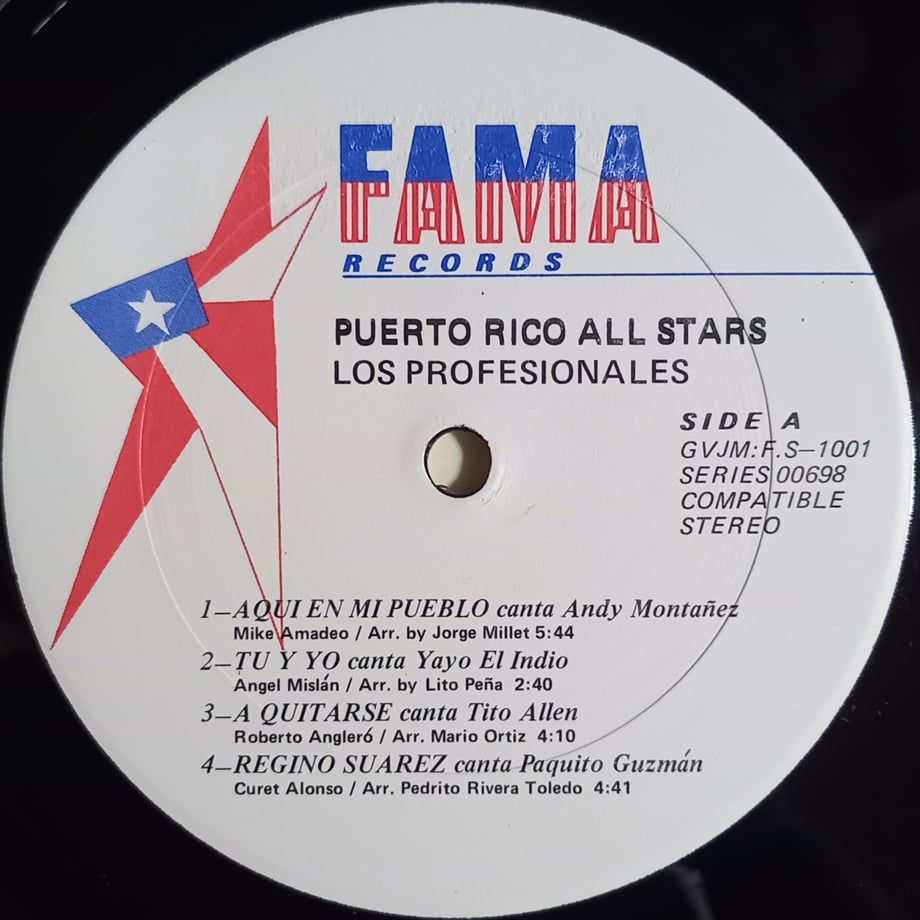 FAMA
RECORDS
PUERTO RICO ALL STARS
LOS PROFESIONALES
SIDE A
GVJM:F.S—1001
SERIES 00698
COMPATIBLE
STEREO
1—AQUI EN MI PUEBLO canta Andy Montañez
Mike Amadeo / Arr. by Jorge Millet 5:44
2—TU Y YO canta Yayo El Indio
Angel Mislán / Arr. by Lito Peña 2:40
3—A QUITARSE canta Tito Allen
Roberto Angleró / Arr. Mario Ortiz 4:10
4—REGINO SUAREZ canta Paquito Guzmán
Curet Alonso / Arr. Pedrito Rivera Toledo 4:41